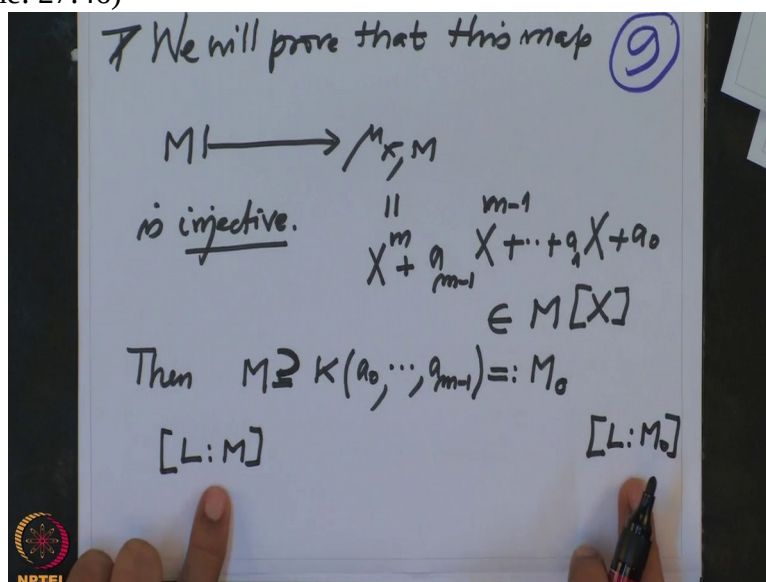 We will prove that this map 9
M ↦ μx, M
is injective. ||
X^m + a_{m-1} X^{m-1} + ... + a_1 X + a_0
∈ M[X]
Then M ⊇ K(a_0, ..., a_{m-1}) =: M_0
[L:M] [L:M_0]
NPTEL